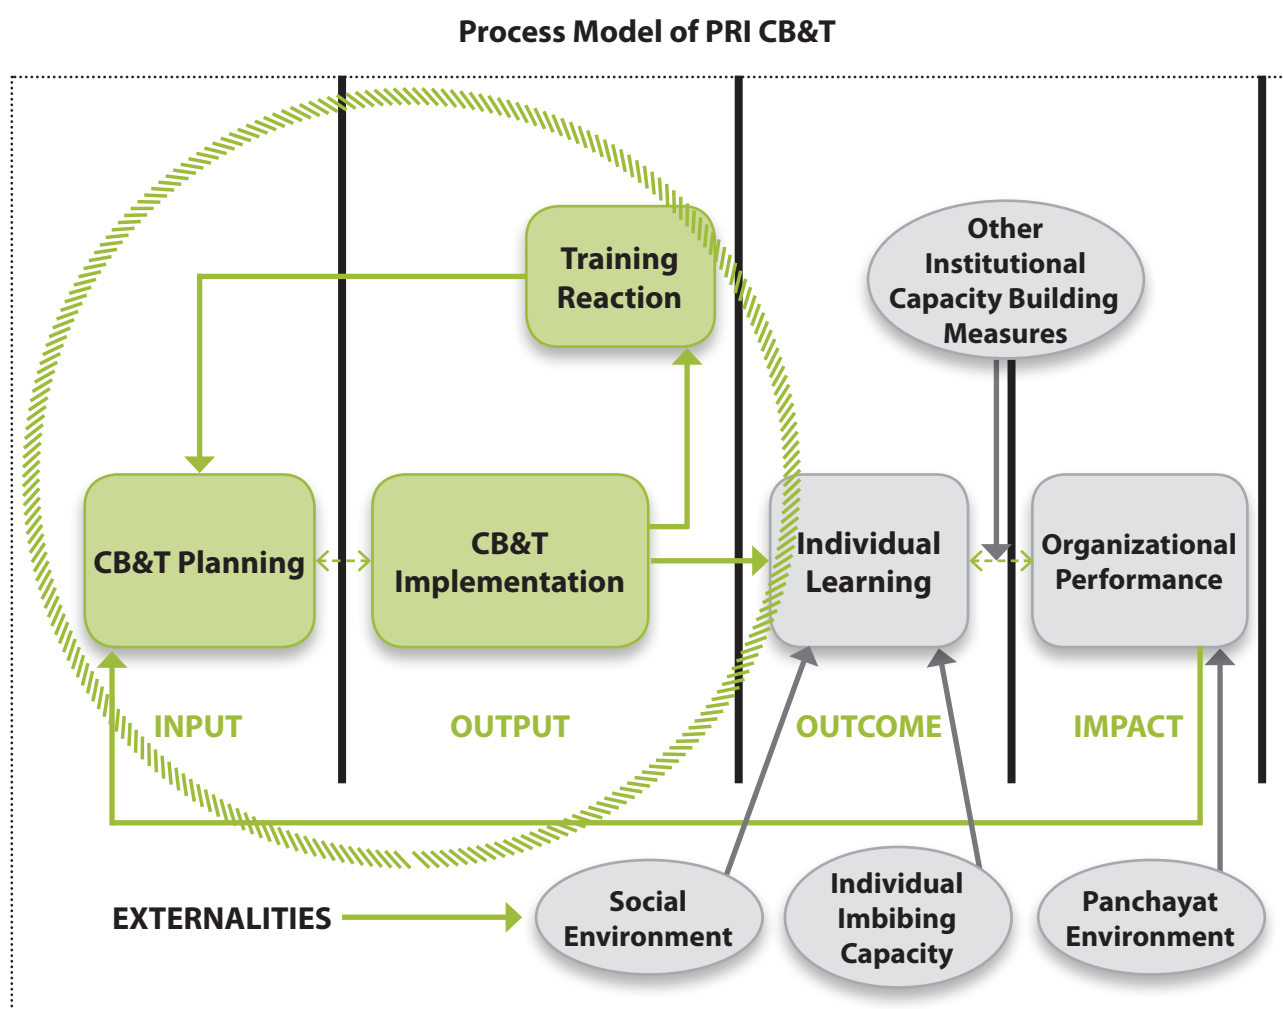 Process Model of PRI CB&T
Training
Reaction
Other
Institutional
Capacity Building
Measures
CB&T Planning
CB&T
Implementation
Individual
Learning
Organizational
Performance
INPUT
OUTPUT
OUTCOME
IMPACT
EXTERNALITIES
Social
Environment
Individual
Imbibing
Capacity
Panchayat
Environment